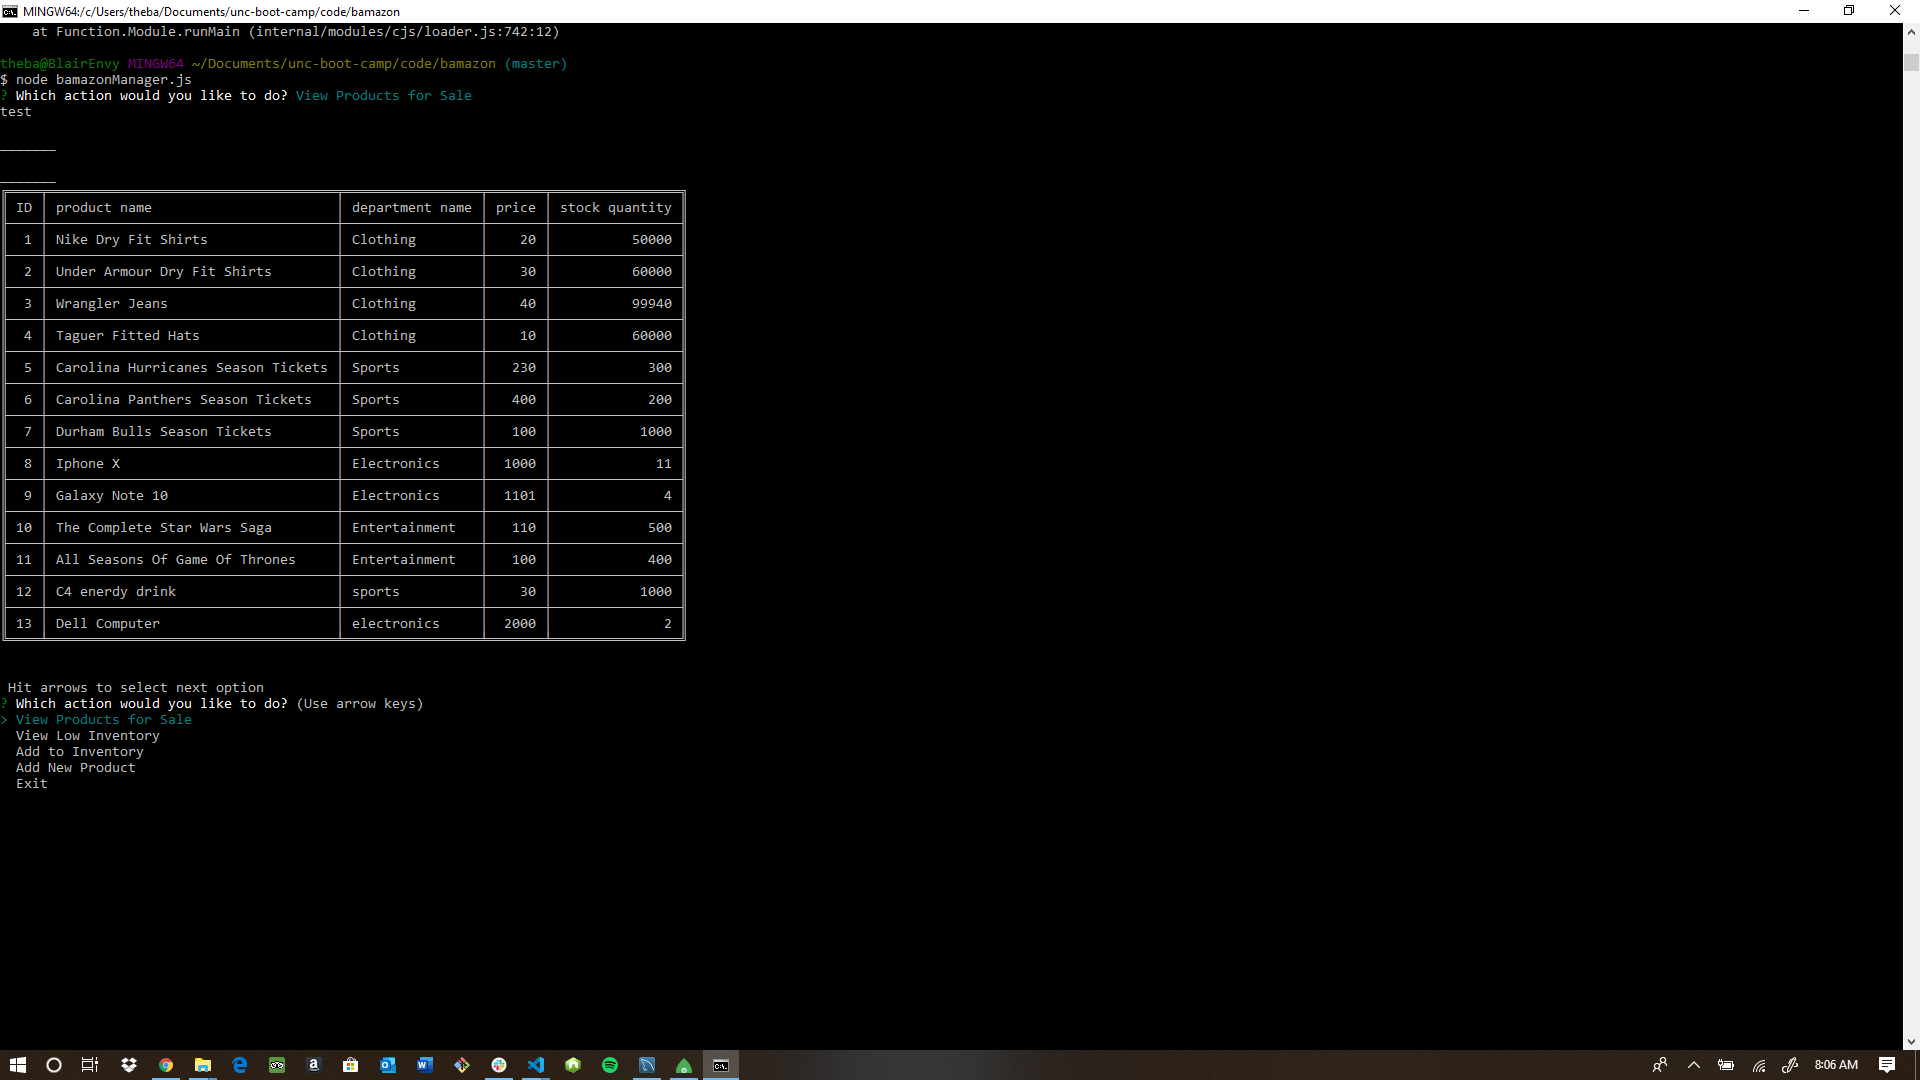 MINGW64:/c/Users/theba/Documents/unc-boot-camp/code/bamazon
at Function.Module.runMain (internal/modules/cjs/loader.js:742:12)
theba@BlairEnvy MINGW64 ~/Documents/unc-boot-camp/code/bamazon (master)
$ node bamazonManager.js
? Which action would you like to do? View Products for Sale
test
_______
_______
ID product name department name price stock quantity
1 Nike Dry Fit Shirts Clothing 20 50000
2 Under Armour Dry Fit Shirts Clothing 30 60000
3 Wrangler Jeans Clothing 40 99940
4 Taguer Fitted Hats Clothing 10 60000
5 Carolina Hurricanes Season Tickets Sports 230 300
6 Carolina Panthers Season Tickets Sports 400 200
7 Durham Bulls Season Tickets Sports 100 1000
8 Iphone X Electronics 1000 11
9 Galaxy Note 10 Electronics 1101 4
10 The Complete Star Wars Saga Entertainment 110 500
11 All Seasons Of Game Of Thrones Entertainment 100 400
12 C4 enerdy drink sports 30 1000
13 Dell Computer electronics 2000 2
Hit arrows to select next option
? Which action would you like to do? (Use arrow keys)
> View Products for Sale
View Low Inventory
Add to Inventory
Add New Product
Exit
8:06 AM